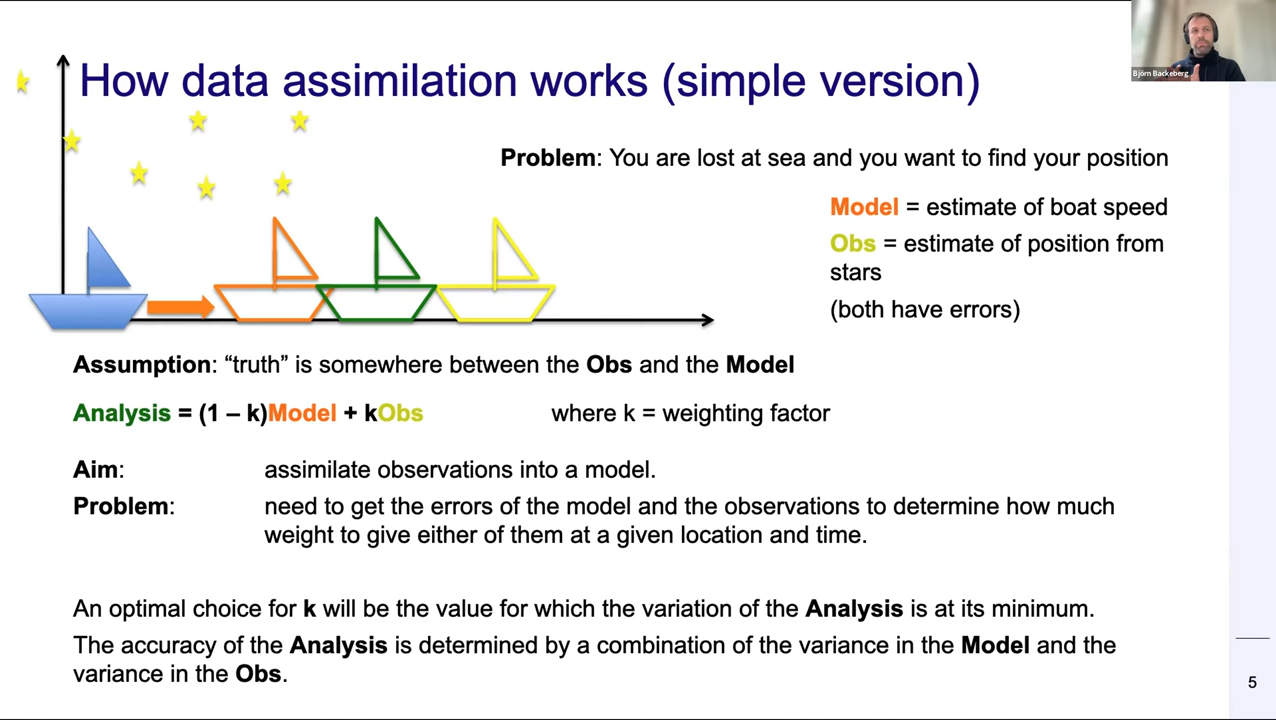 Björn Backeberg
How data assimilation works (simple version)
Problem: You are lost at sea and you want to find your position
Model = estimate of boat speed
Obs = estimate of position from
stars
(both have errors)
Assumption: “truth” is somewhere between the Obs and the Model
Analysis = (1 – k)Model + kObs where k = weighting factor
Aim: assimilate observations into a model.
Problem: need to get the errors of the model and the observations to determine how much
weight to give either of them at a given location and time.
An optimal choice for k will be the value for which the variation of the Analysis is at its minimum.
The accuracy of the Analysis is determined by a combination of the variance in the Model and the
variance in the Obs.
5